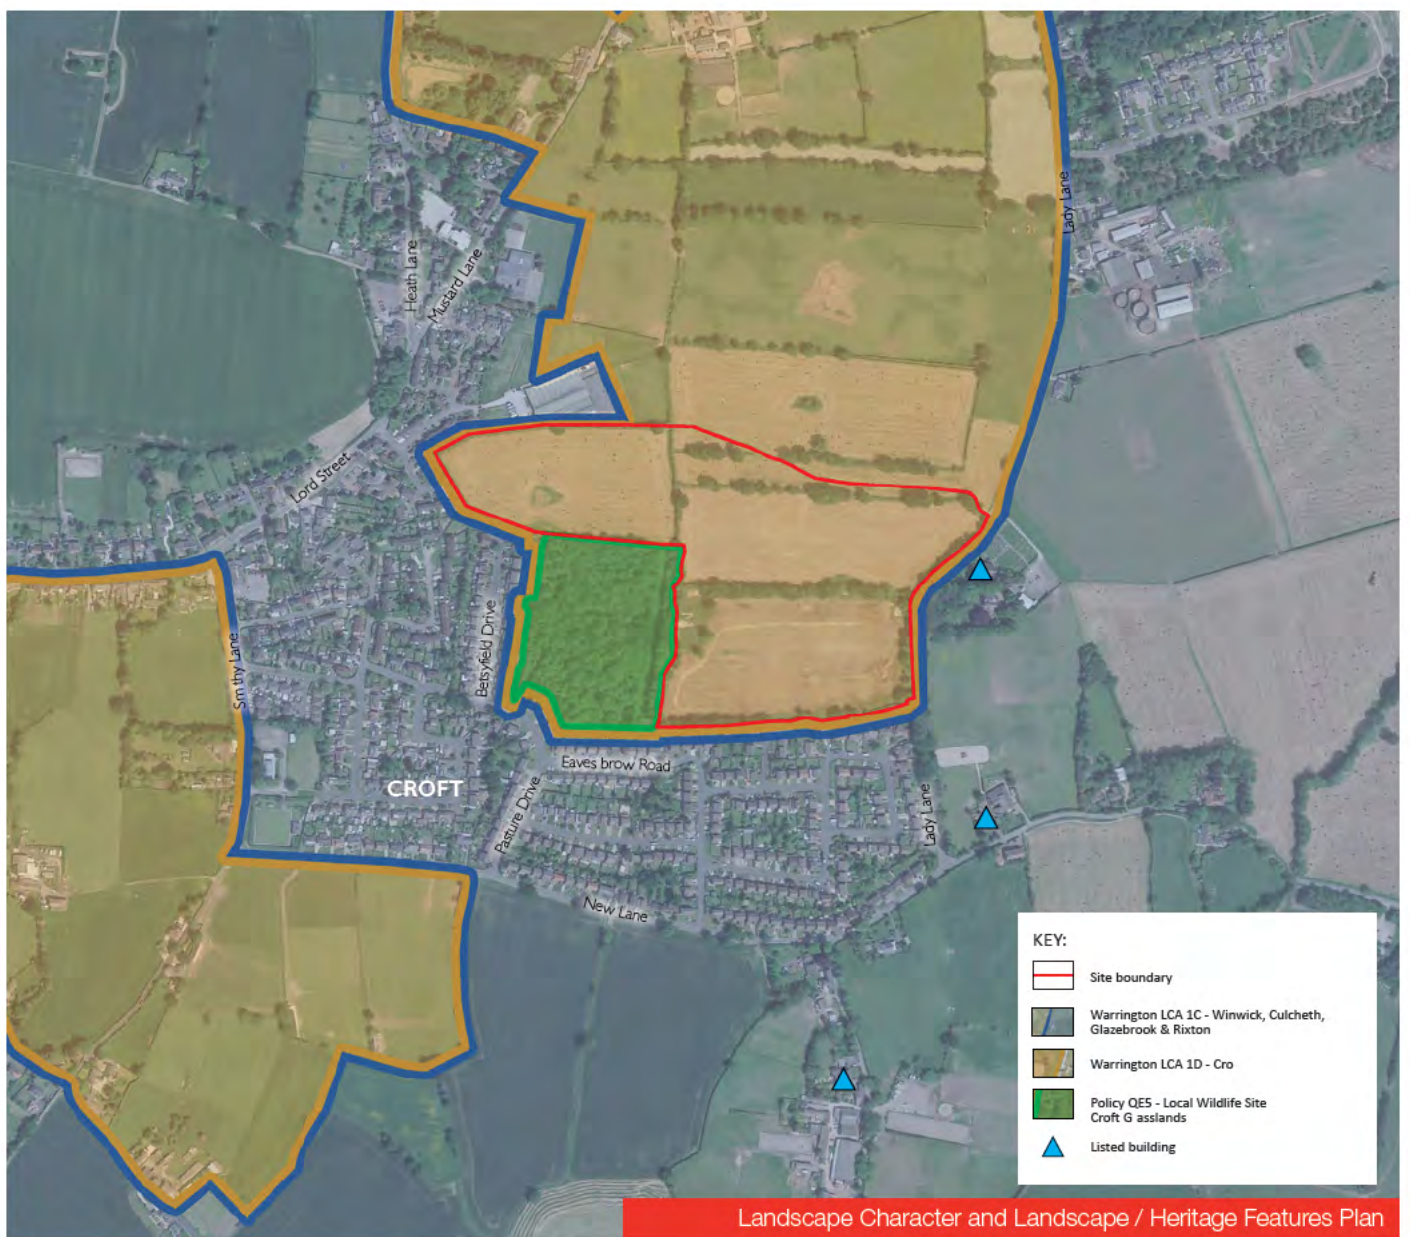 Lady Lane
Heath Lane
Mustard Lane
Lord Street
Smthy Lane
Betsyfield Drive
Eaves brow Road
CROFT
Pasture Drive
Lady Lane
New Lane
KEY:
Site boundary
Warrington LCA 1C - Winwick, Culcheth,
Glazebrook & Rixton
Warrington LCA 1D - Cro
Policy QE5 - Local Wildlife Site
Croft G asslands
Listed building
Landscape Character and Landscape / Heritage Features Plan